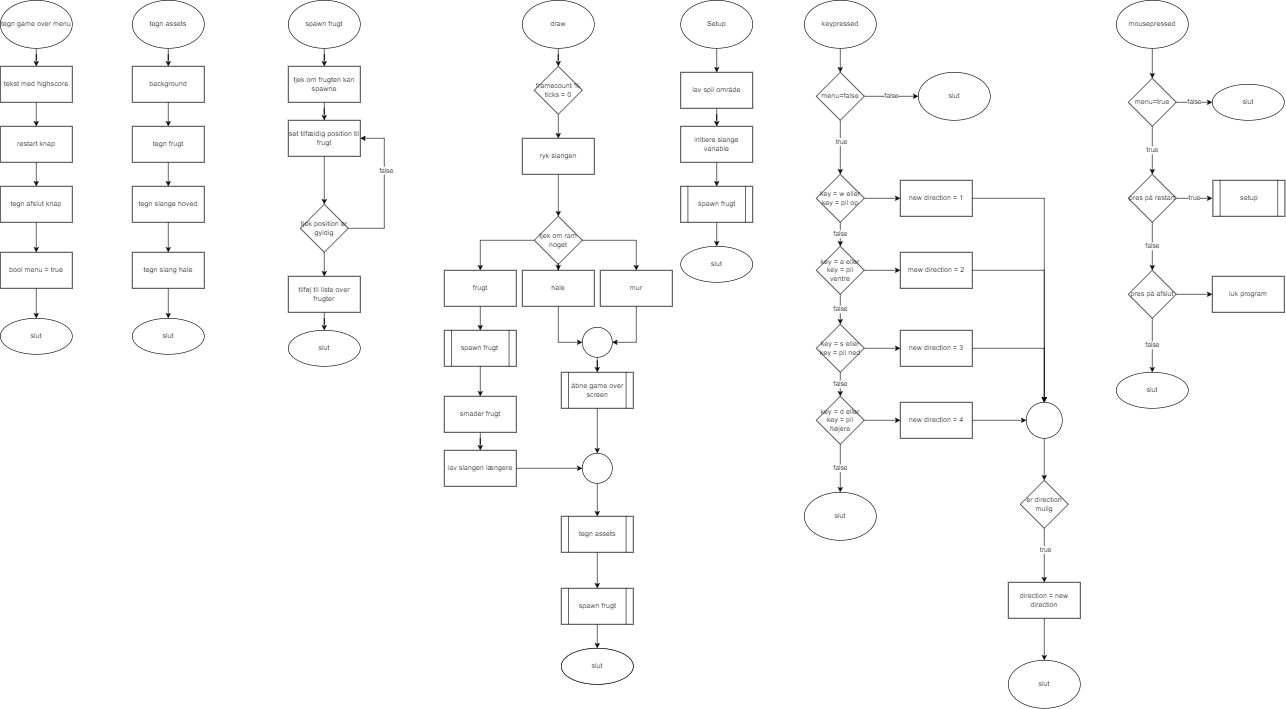 tegn game over menu
tekst med highscore
restart knap
tegn afslut knap
bool menu = true
slut
tegn assets
background
tegn frugt
tegn slange hoved
tegn slang hale
slut
spawn frugt
tjek om frugten kan
spawne
set tilfældig position til
frugt
false
tjek position er
gyldig
tilføj til liste over
frugter
slut
draw
framecount %
ticks = 0
ryk slangen
tjek om ram
noget
frugt
hale
mur
spawn frugt
smader frugt
lav slangen længere
åbne game over
screen
tegn assets
spawn frugt
slut
Setup
lav spil område
initiere slange
variable
spawn frugt
slut
keypressed
menu=false
false
slut
true
key = w eller
key = pil op
new direction = 1
false
key = a eller
key = pil
ventre
mew direction = 2
false
key = s eller
key = pil ned
new direction = 3
false
key = d eller
key = pil
højere
new direction = 4
false
slut
er direction
mulig
true
direction = new
direction
slut
mousepressed
menu=true
false
slut
true
pres på restart
true
setup
false
pres på afslut
luk program
false
slut